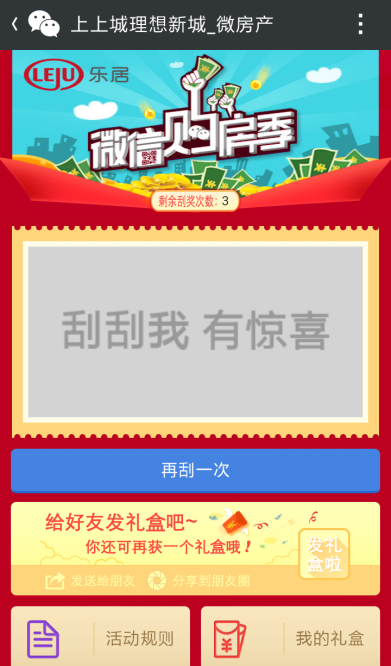 上上城理想新城_微房产
LEJU 乐居
微信购房季
剩余刮奖次数: 3
刮刮我 有惊喜
再刮一次
给好友发礼盒吧~
你还可再获一个礼盒哦!
发礼
盒啦
发送给朋友 分享到朋友圈
活动规则 我的礼盒